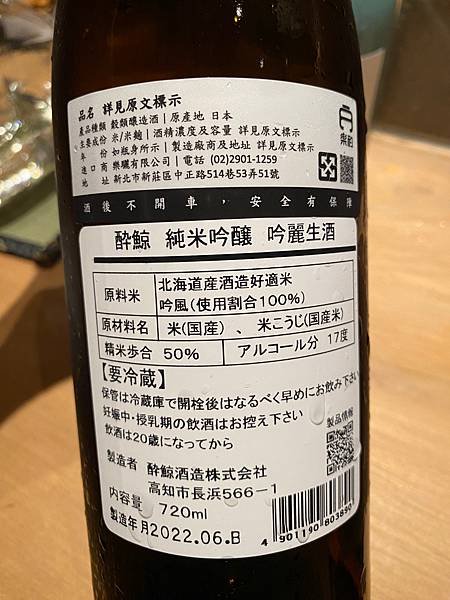 品名 詳見原文標示
產品種類 穀類釀造酒 | 原產地 日本
主要成份 米/米麴 | 酒精濃度及容量 詳見原文標示
年 份 如瓶身所示 | 製造廠商及地址 詳見原文標示
進口商 樂曬有限公司 | 電話 (02)2901-1259
地址 新北市新莊區中正路514巷53弄51號
樂酌
酒後不開車，安全有保障
酔鯨 純米吟醸 吟麗生酒
原料米 北海道産酒造好適米
吟風(使用割合100%)
原材料名 米(国産)、米こうじ(国産米)
精米歩合 50% アルコール分 17度
【要冷蔵】
保管は冷蔵庫で開栓後はなるべく早めにお飲み下さい
妊娠中・授乳期の飲酒はお控え下さい
飲酒は20歳になってから
製品情報
製造者 酔鯨酒造株式会社
高知市長浜566－1
内容量 720ml
製造年月2022.06.B
4 901190 803890